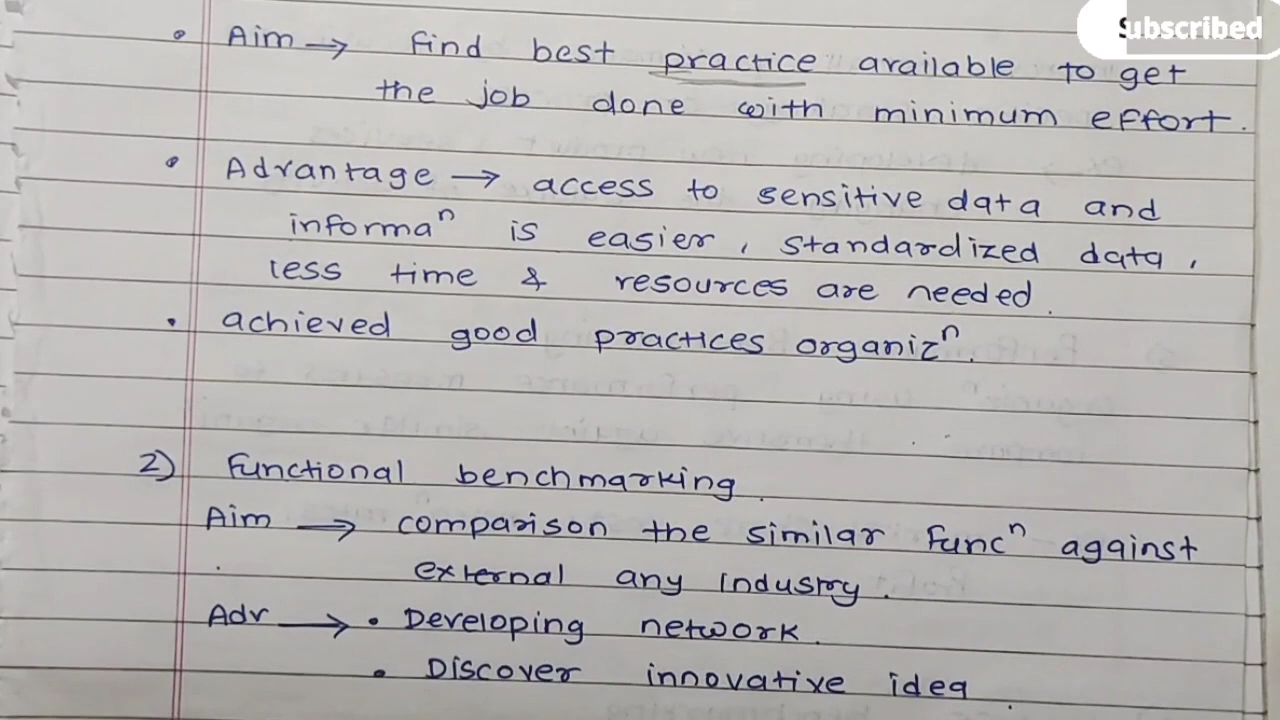 Subscribed
• Aim → Find best practice available to get
the job done with minimum effort.
• Advantage → access to sensitive data and
informaⁿ is easier, standardized data,
less time & resources are needed.
• achieved good practices organizⁿ.
2) Functional benchmarking.
Aim → comparison the similar funcⁿ against
external any industry.
Adv → • Developing network.
• Discover innovative idea.